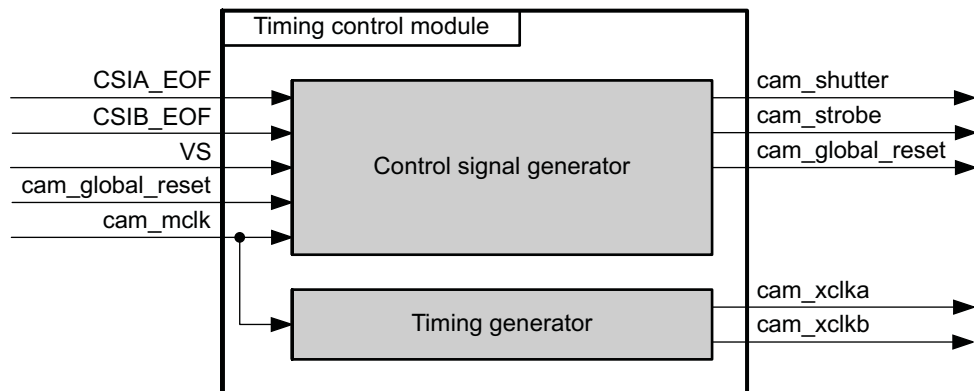 Timing control module
CSIA_EOF
CSIB_EOF
VS
cam_global_reset
cam_mclk
Control signal generator
cam_shutter
cam_strobe
cam_global_reset
Timing generator
cam_xclka
cam_xclkb